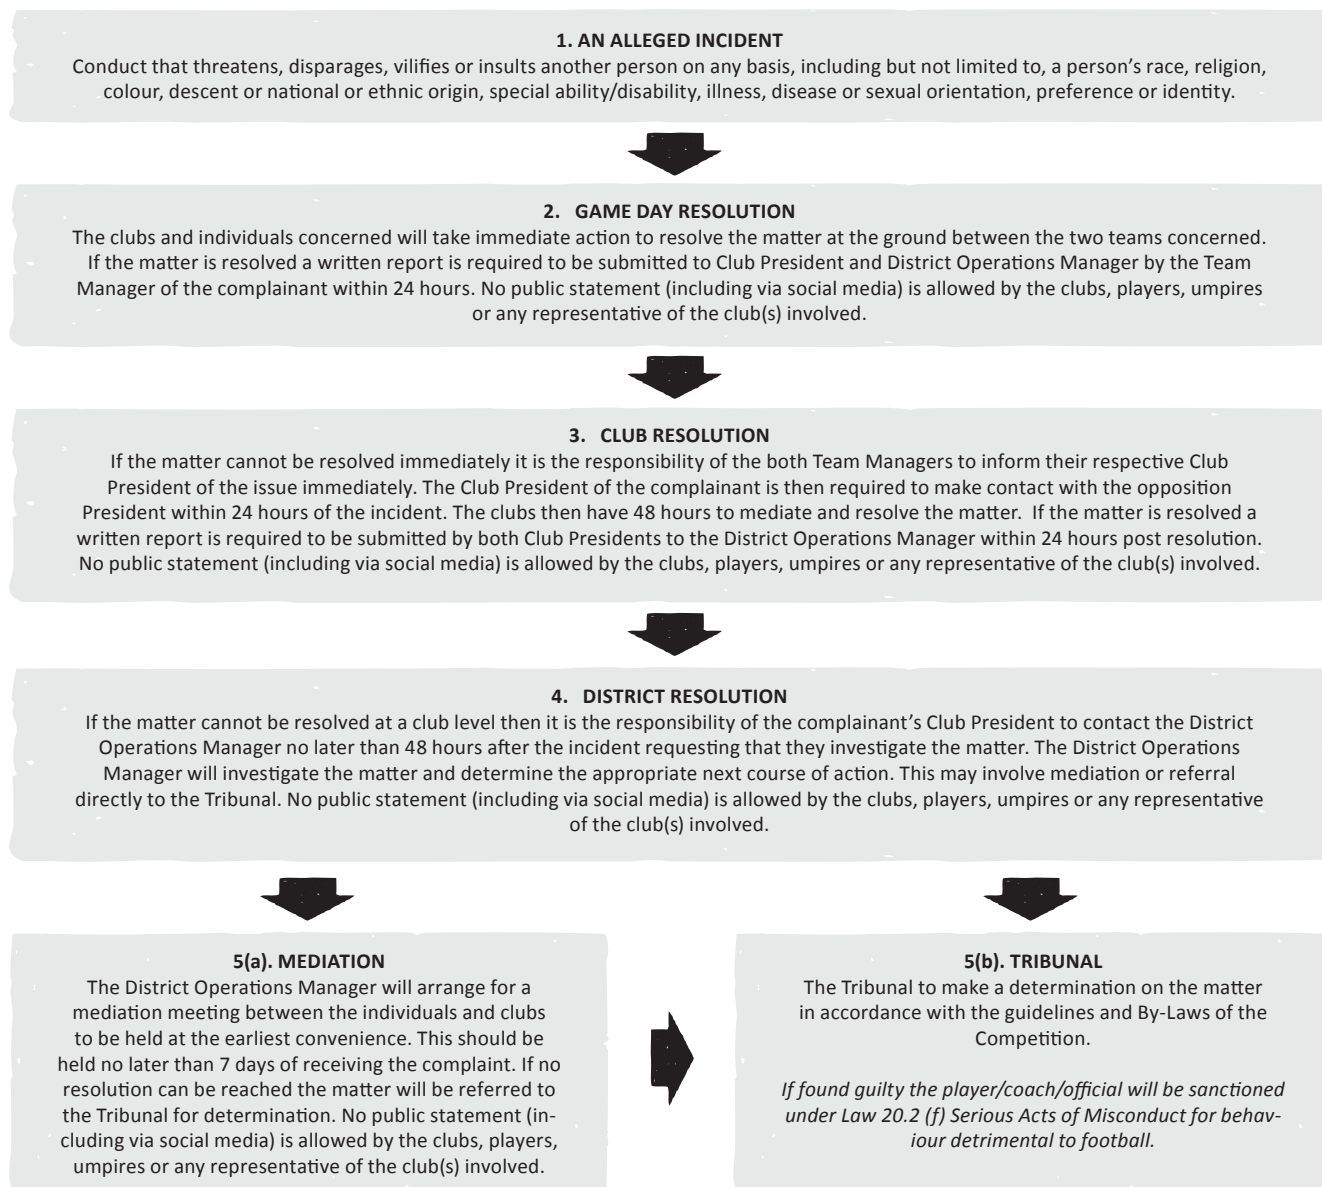 1. AN ALLEGED INCIDENT
Conduct that threatens, disparages, vilifies or insults another person on any basis, including but not limited to, a person's race, religion,
colour, descent or national or ethnic origin, special ability/disability, illness, disease or sexual orientation, preference or identity.
2. GAME DAY RESOLUTION
The clubs and individuals concerned will take immediate action to resolve the matter at the ground between the two teams concerned.
If the matter is resolved a written report is required to be submitted to Club President and District Operations Manager by the Team
Manager of the complainant within 24 hours. No public statement (including via social media) is allowed by the clubs, players, umpires
or any representative of the club(s) involved.
3. CLUB RESOLUTION
If the matter cannot be resolved immediately it is the responsibility of the both Team Managers to inform their respective Club
President of the issue immediately. The Club President of the complainant is then required to make contact with the opposition
President within 24 hours of the incident. The clubs then have 48 hours to mediate and resolve the matter. If the matter is resolved a
written report is required to be submitted by both Club Presidents to the District Operations Manager within 24 hours post resolution.
No public statement (including via social media) is allowed by the clubs, players, umpires or any representative of the club(s) involved.
4. DISTRICT RESOLUTION
If the matter cannot be resolved at a club level then it is the responsibility of the complainant's Club President to contact the District
Operations Manager no later than 48 hours after the incident requesting that they investigate the matter. The District Operations
Manager will investigate the matter and determine the appropriate next course of action. This may involve mediation or referral
directly to the Tribunal. No public statement (including via social media) is allowed by the clubs, players, umpires or any representative
of the club(s) involved.
5(a). MEDIATION
The District Operations Manager will arrange for a
mediation meeting between the individuals and clubs
to be held at the earliest convenience. This should be
held no later than 7 days of receiving the complaint. If no
resolution can be reached the matter will be referred to
the Tribunal for determination. No public statement (in-
cluding via social media) is allowed by the clubs, players,
umpires or any representative of the club(s) involved.
5(b). TRIBUNAL
The Tribunal to make a determination on the matter
in accordance with the guidelines and By-Laws of the
Competition.
If found guilty the player/coach/official will be sanctioned
under Law 20.2 (f) Serious Acts of Misconduct for behav-
iour detrimental to football.